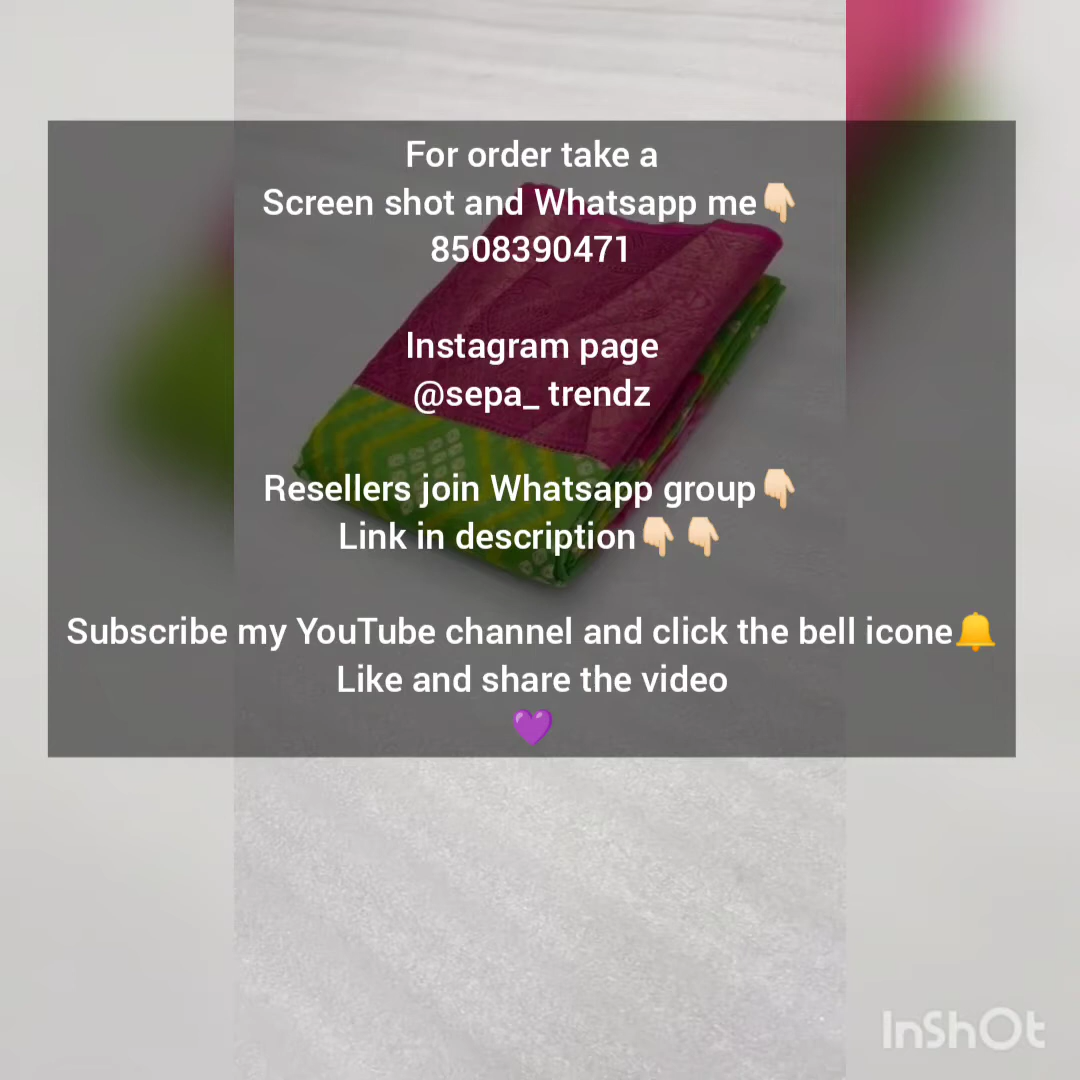 For order take a
Screen shot and Whatsapp me👇🏻
8508390471
Instagram page
@sepa_ trendz
Resellers join Whatsapp group👇🏻
Link in description👇🏻👇🏻
Subscribe my YouTube channel and click the bell icone🔔
Like and share the video
💜
InShOt